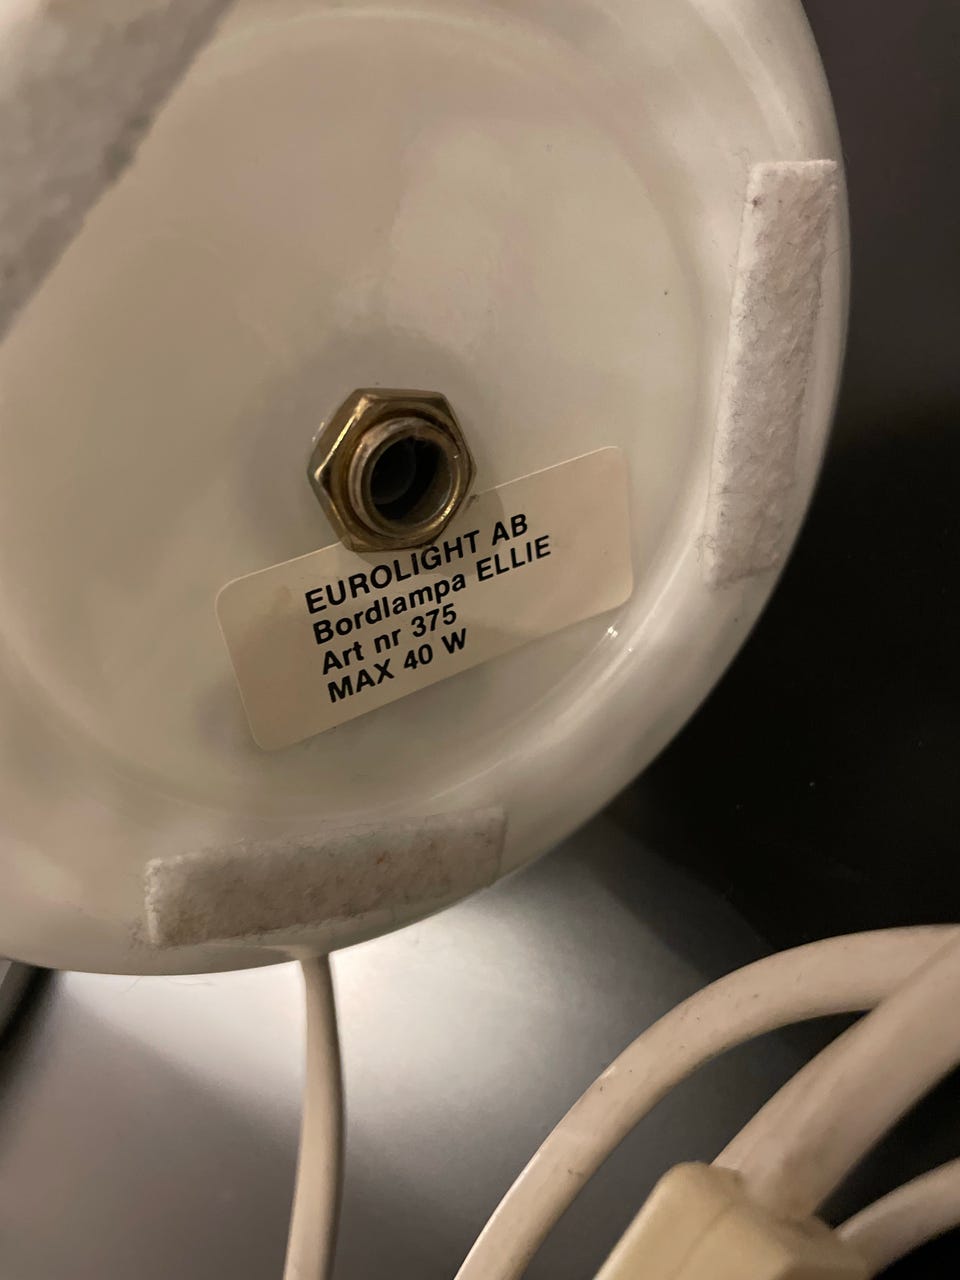 EUROLIGHT AB
Bordlampa ELLIE
Art nr 375
MAX 40 W